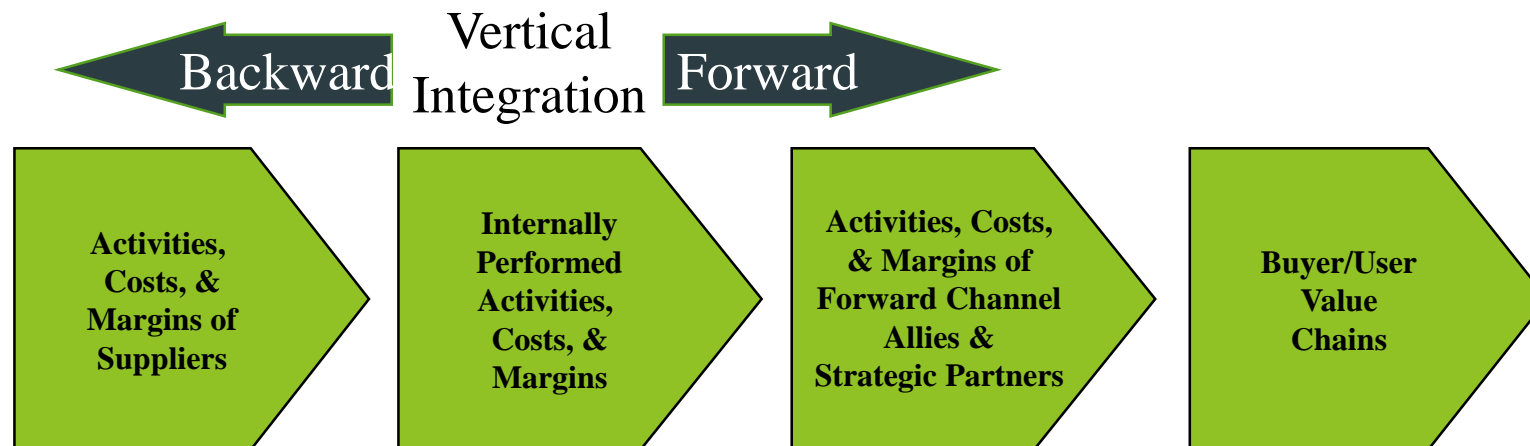 Backward
Vertical
Integration
Forward
Activities,
Costs, &
Margins of
Suppliers
Internally
Performed
Activities,
Costs, &
Margins
Activities, Costs,
& Margins of
Forward Channel
Allies &
Strategic Partners
Buyer/User
Value
Chains